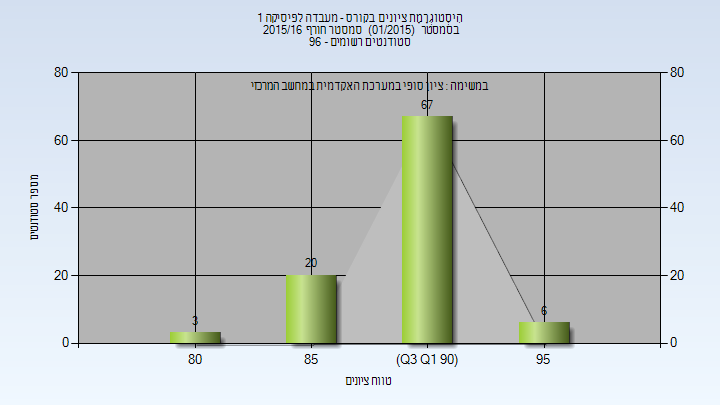 היסטוגרמת ציונים בקורס - מעבדה לפיסיקה 1
בסמסטר (01/2015) סמסטר חורף 2015/16
סטודנטים רשומים - 96
במשימה : ציון סופי במערכת האקדמית במחשב המרכזי
80 80
60 60
40 40
20 20
0 0
מספר סטודנטים
3
20
67
6
80
85
(Q3 Q1 90)
95
טווח ציונים